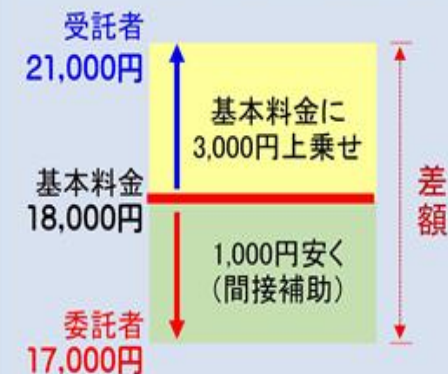 受託者
21,000円
基本料金に
3,000円上乗せ
基本料金
18,000円
差額
1,000円安く
(間接補助)
委託者
17,000円